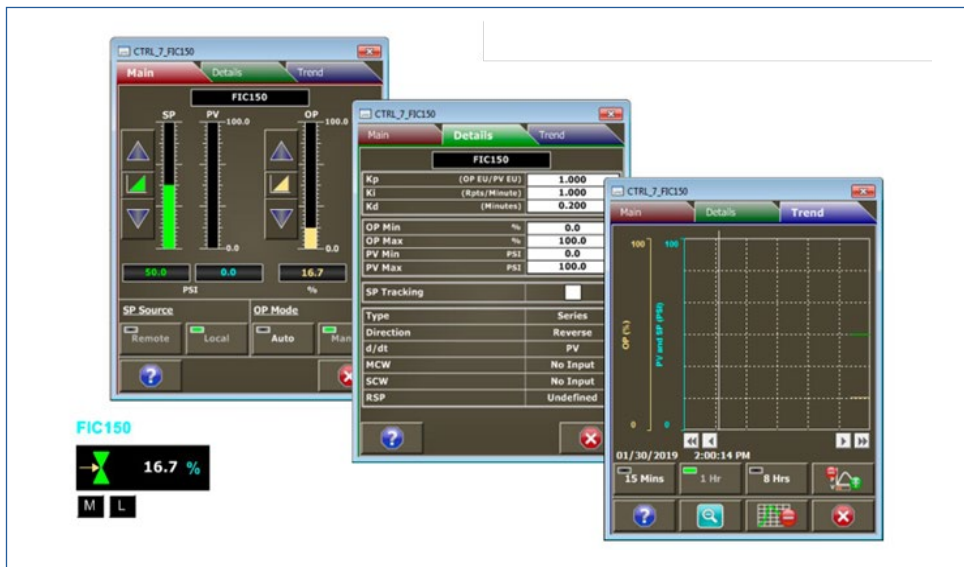 CTRL_7_FIC150
Main Details Trend
FIC150
SP PV OP
100.0 100.0
0.0 0.0
50.0 0.0 16.7
PSI %
SP Source OP Mode
Remote Local Auto Man
?
FIC150
16.7 %
M L
CTRL_7_FIC150
Main Details Trend
FIC150
Kp (OP EU/PV EU) 1.000
Ki (Rpts/Minute) 1.000
Kd (Minutes) 0.200
OP Min % 0.0
OP Max % 100.0
PV Min PSI 0.0
PV Max PSI 100.0
SP Tracking
Type Series
Direction Reverse
d/dt PV
MCW No Input
SCW No Input
RSP Undefined
?
CTRL_7_FIC150
Main Details Trend
100 100
OP (%)
PV and SP (PSI)
0 0
01/30/2019 2:00:14 PM
15 Mins 1 Hr 8 Hrs
?